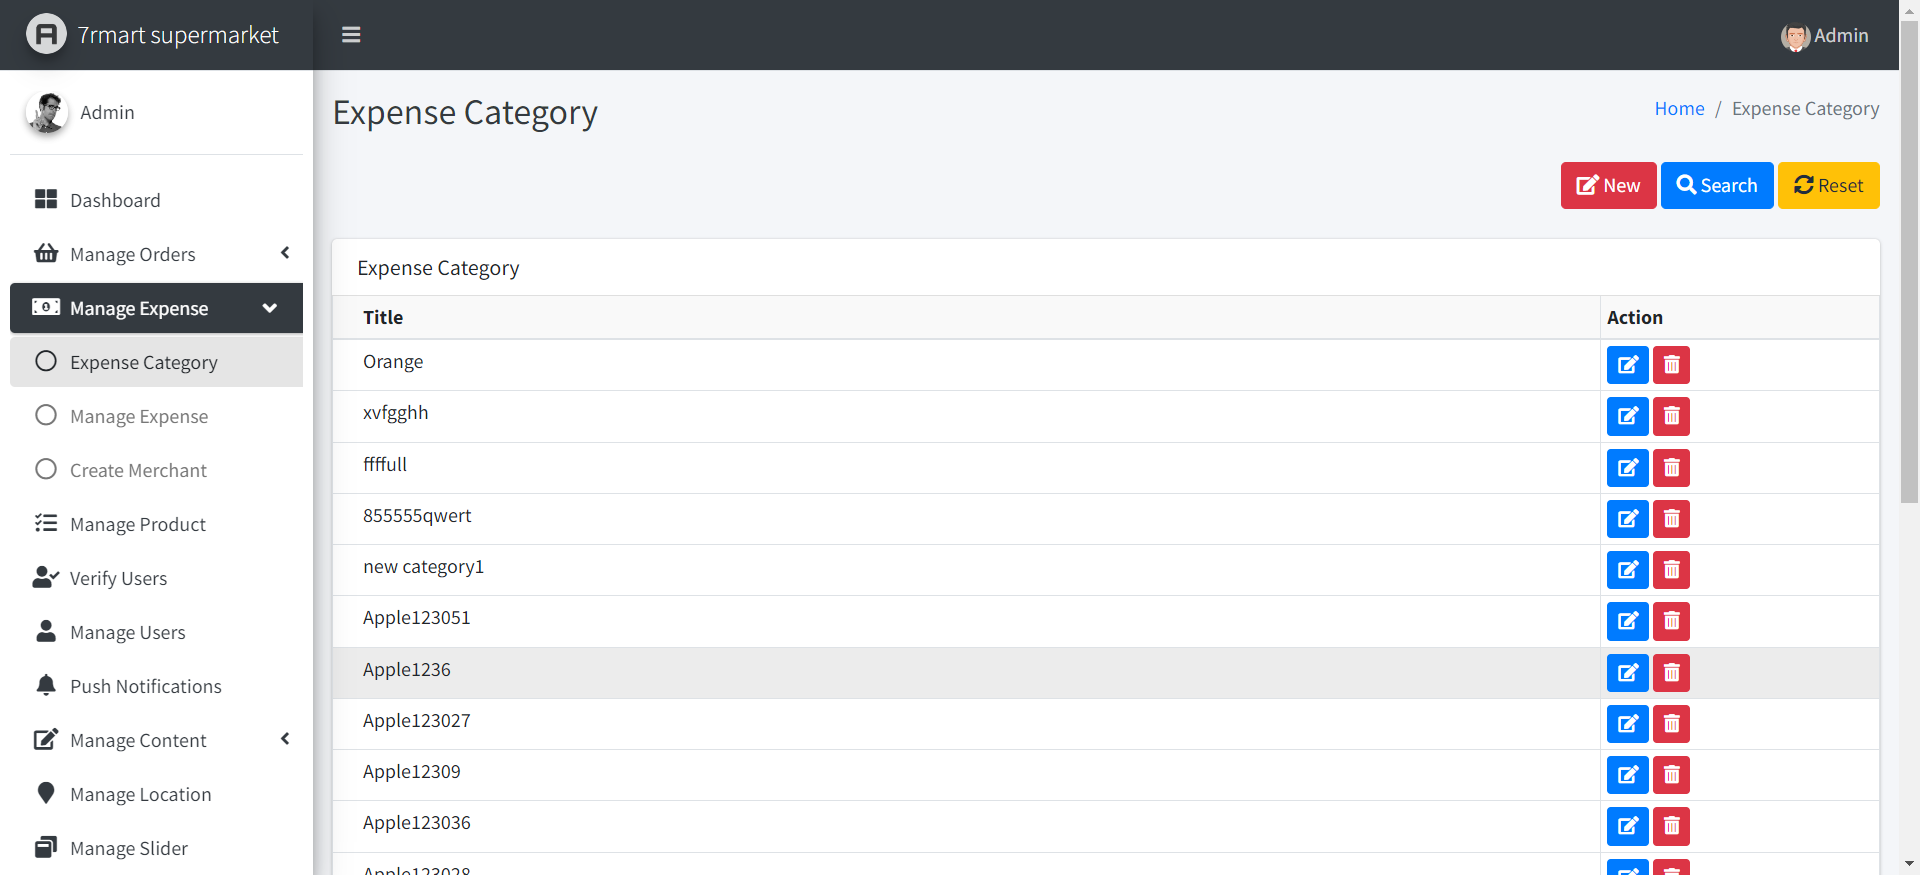 7rmart supermarket
Admin
Admin
Expense Category
Home / Expense Category
New Search Reset
Dashboard
Manage Orders
Manage Expense
Expense Category
Manage Expense
Create Merchant
Manage Product
Verify Users
Manage Users
Push Notifications
Manage Content
Manage Location
Manage Slider
Expense Category
Title Action
Orange
xvfgghh
ffffull
855555qwert
new category1
Apple123051
Apple1236
Apple123027
Apple12309
Apple123036
Apple123028